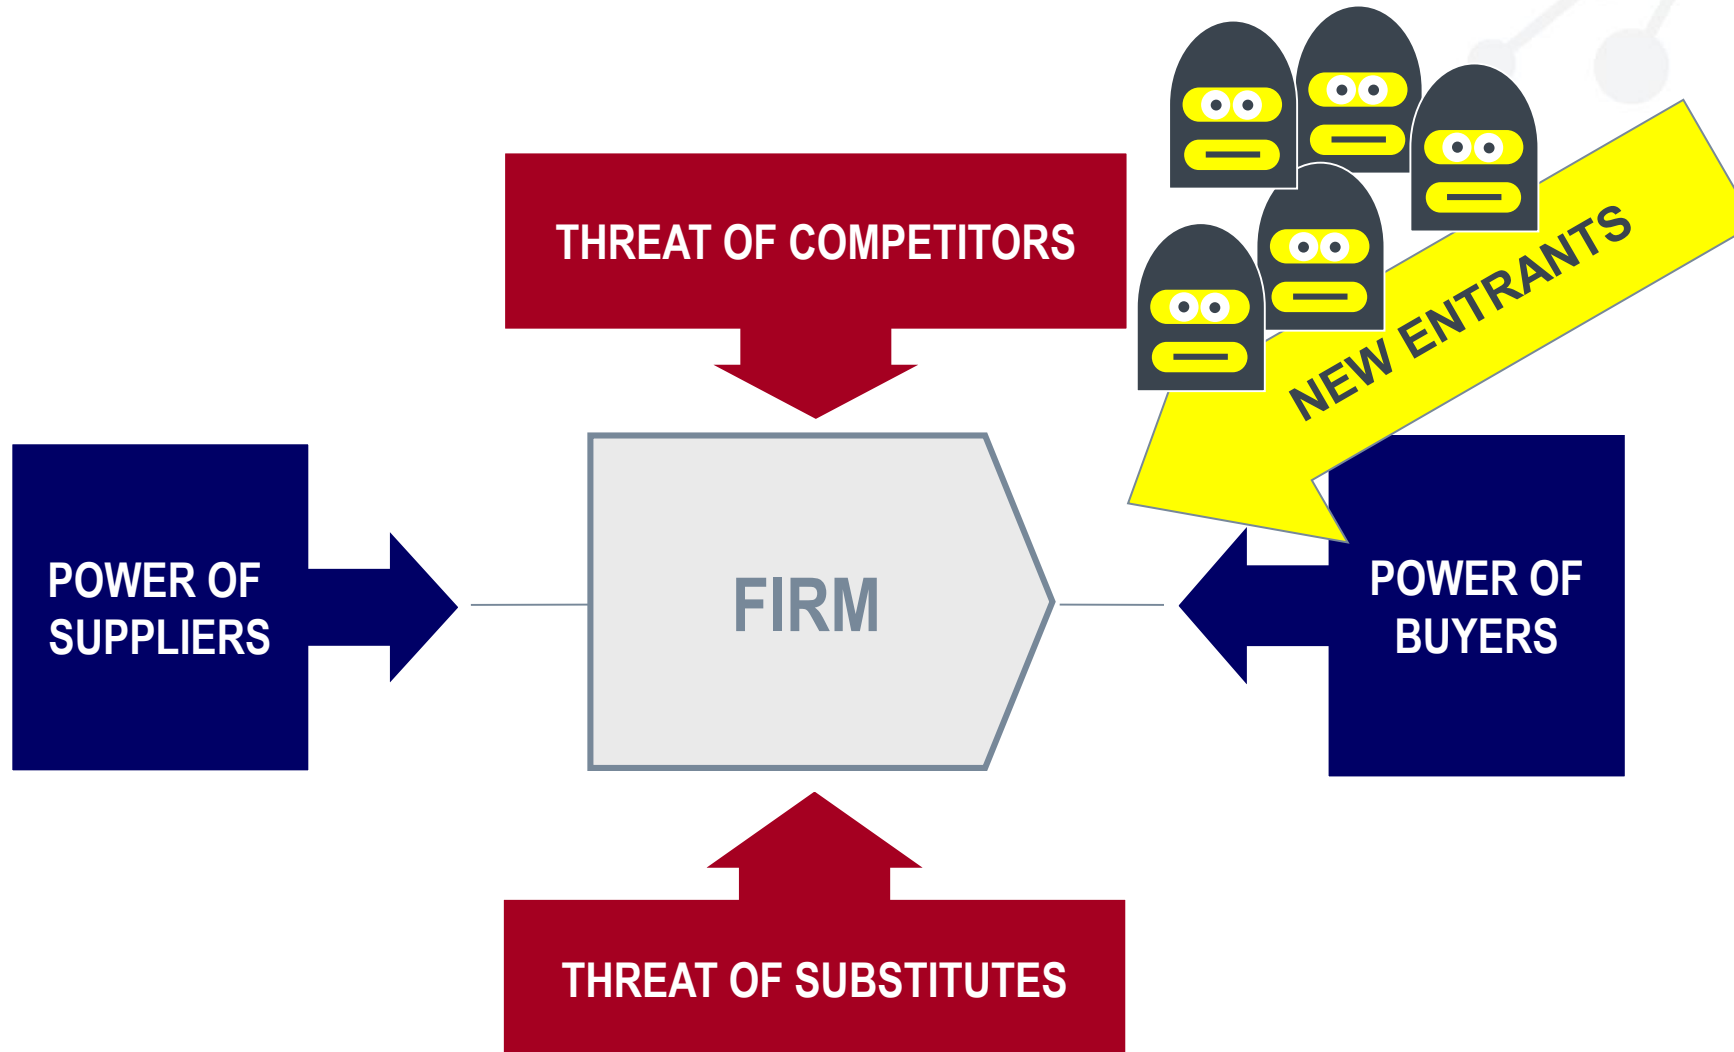 THREAT OF COMPETITORS
NEW ENTRANTS
POWER OF
SUPPLIERS
FIRM
POWER OF
BUYERS
THREAT OF SUBSTITUTES